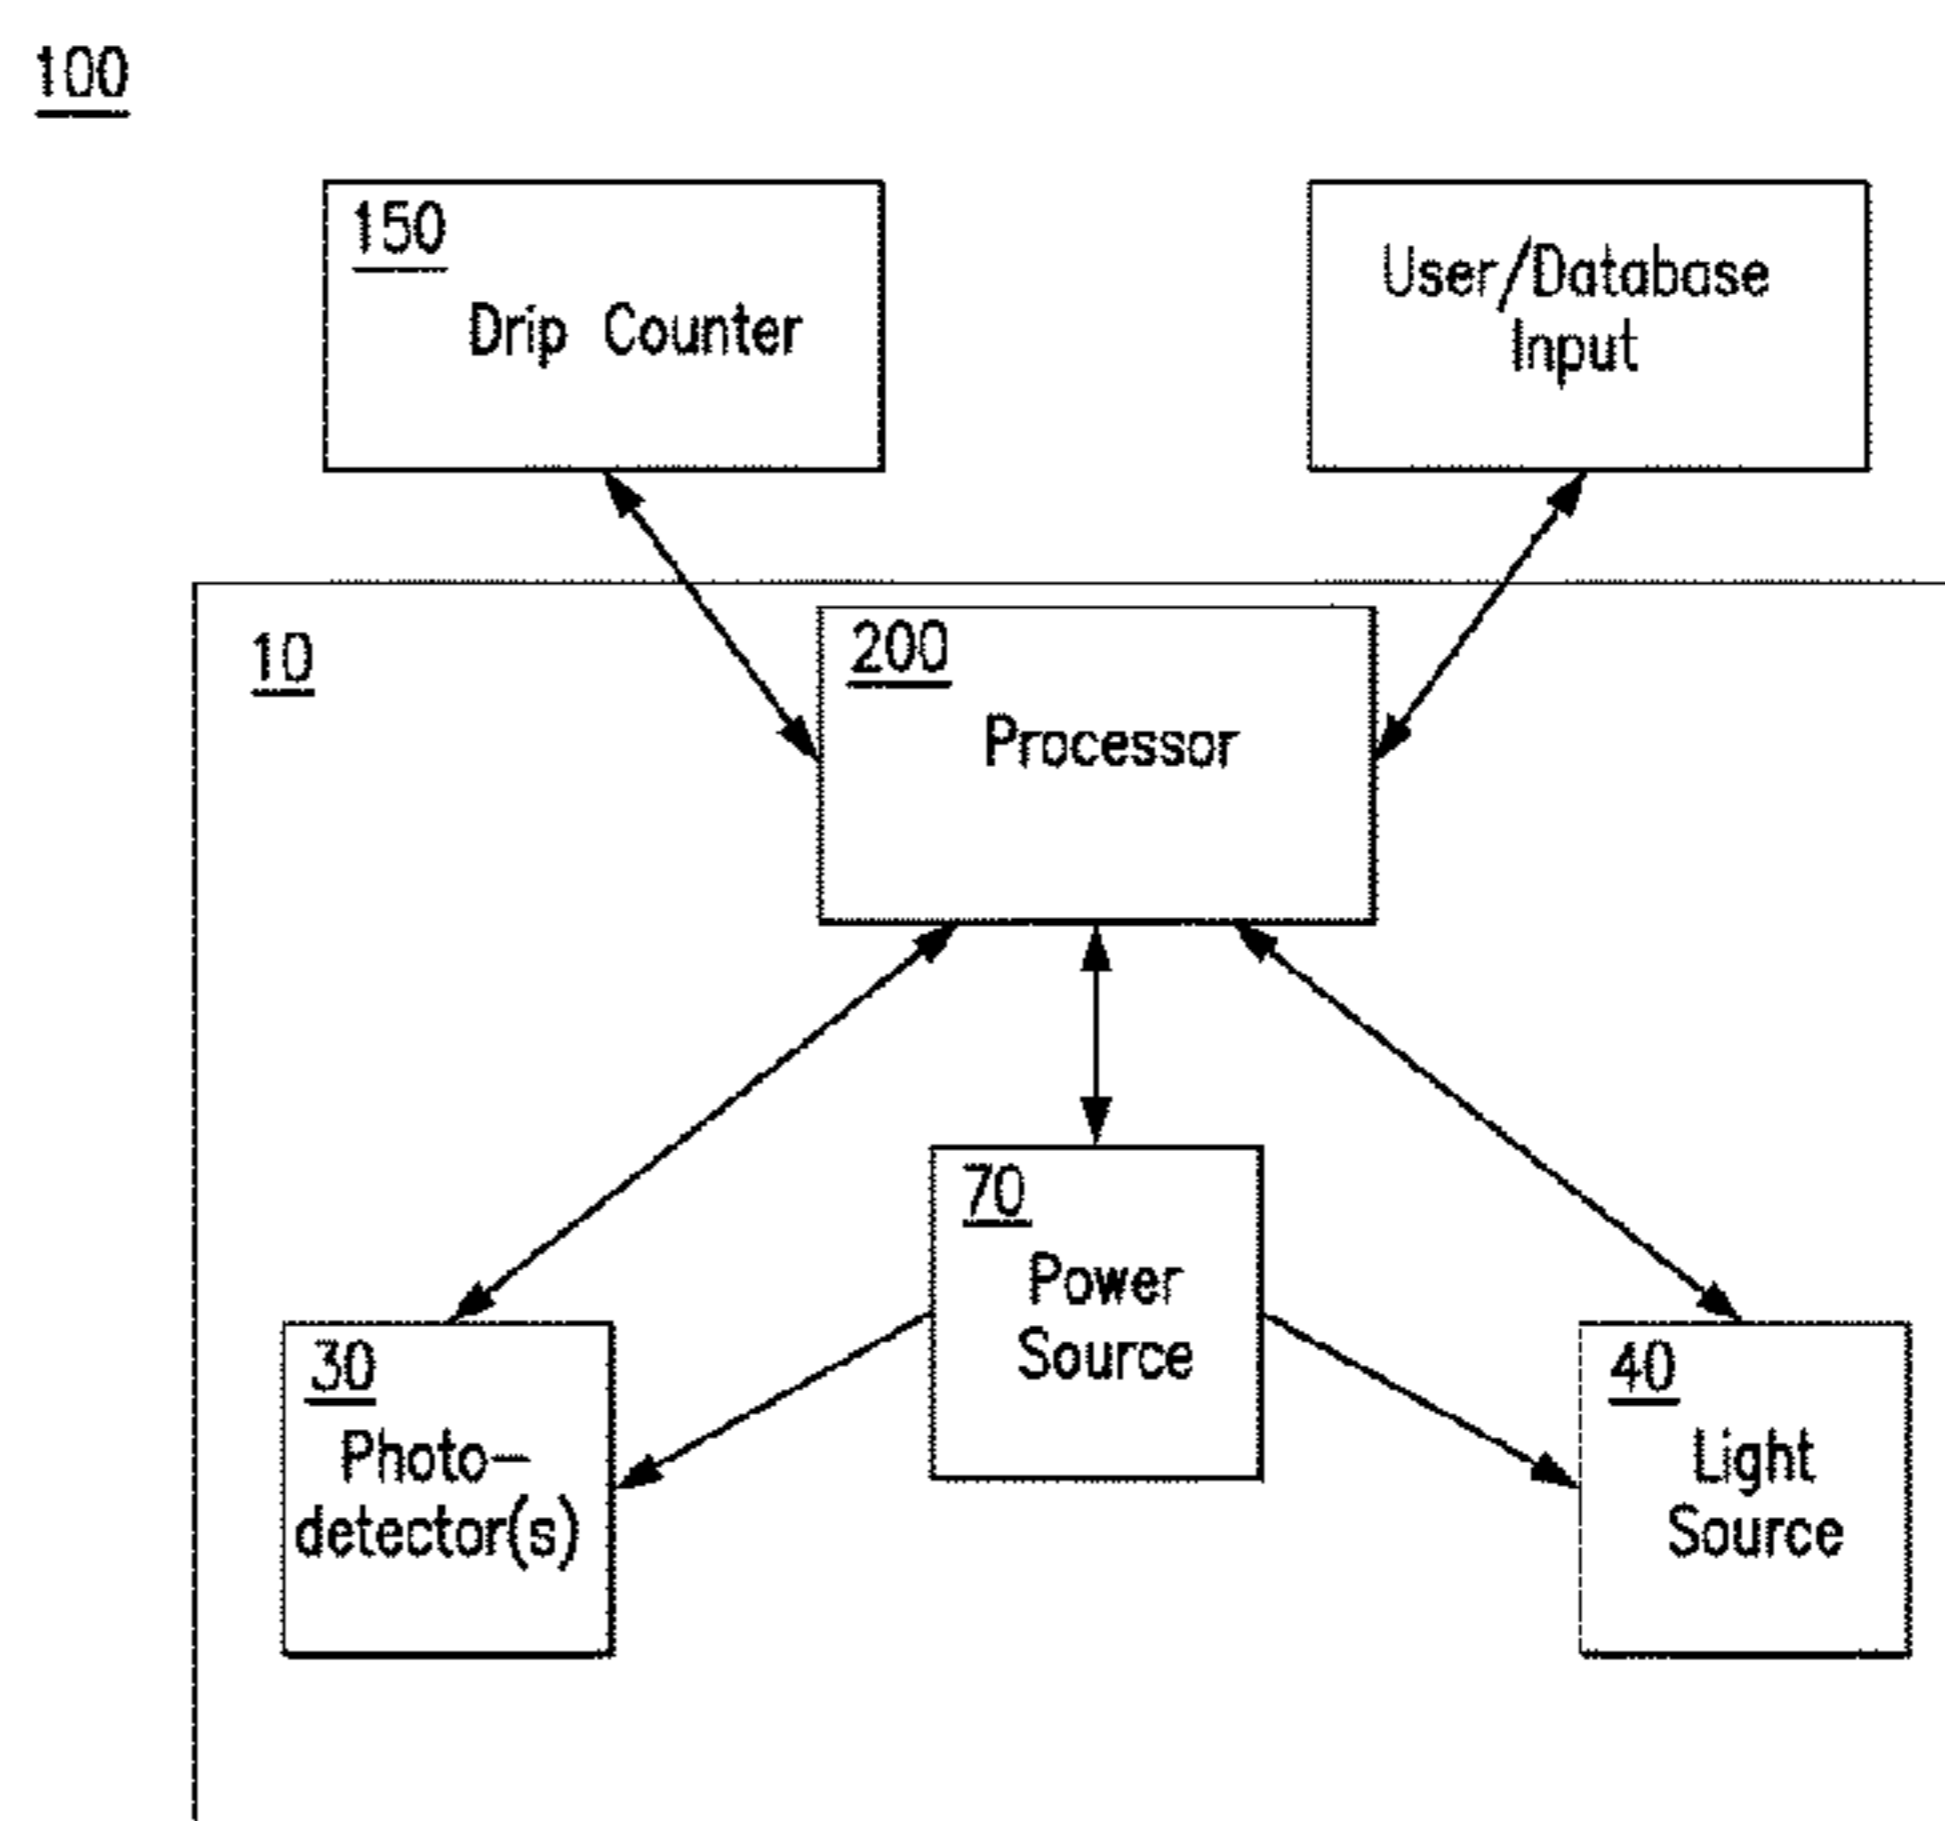 100
150
Drip Counter
User/Database
Input
10
200
Processor
70
Power
Source
30
Photo-
detector(s)
40
Light
Source